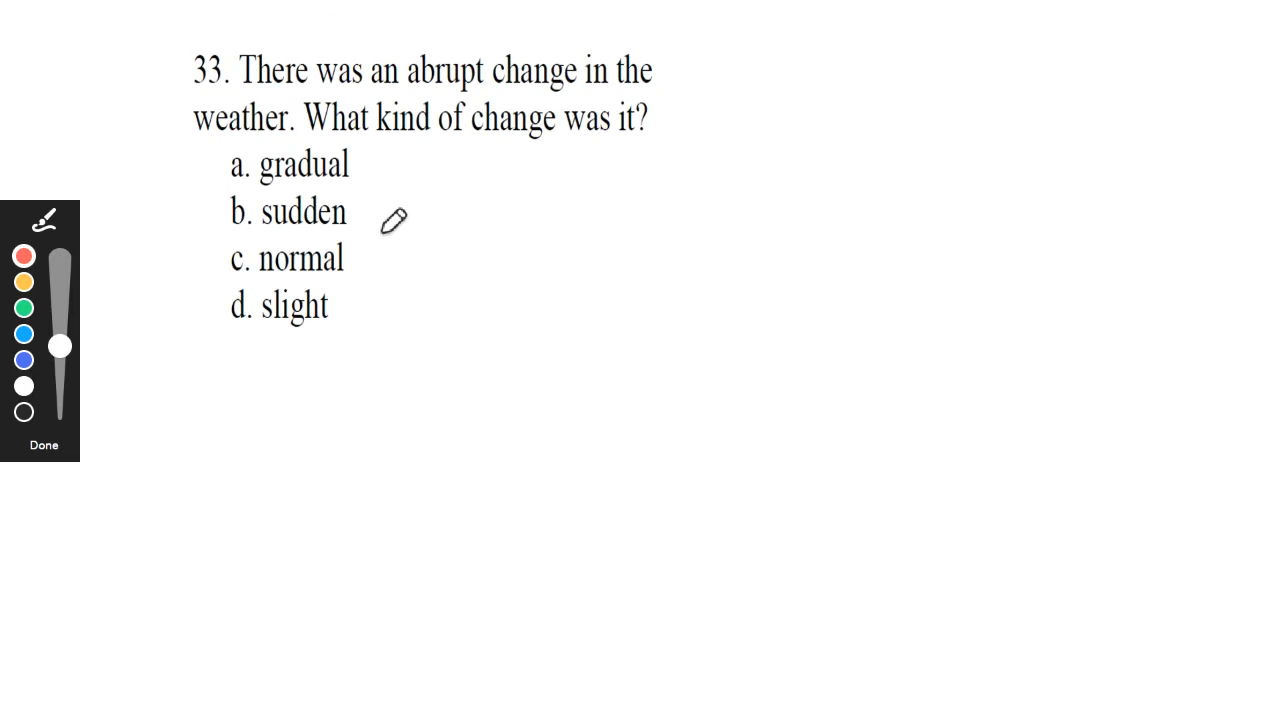 33. There was an abrupt change in the
weather. What kind of change was it?
a. gradual
b. sudden
c. normal
d. slight
Done